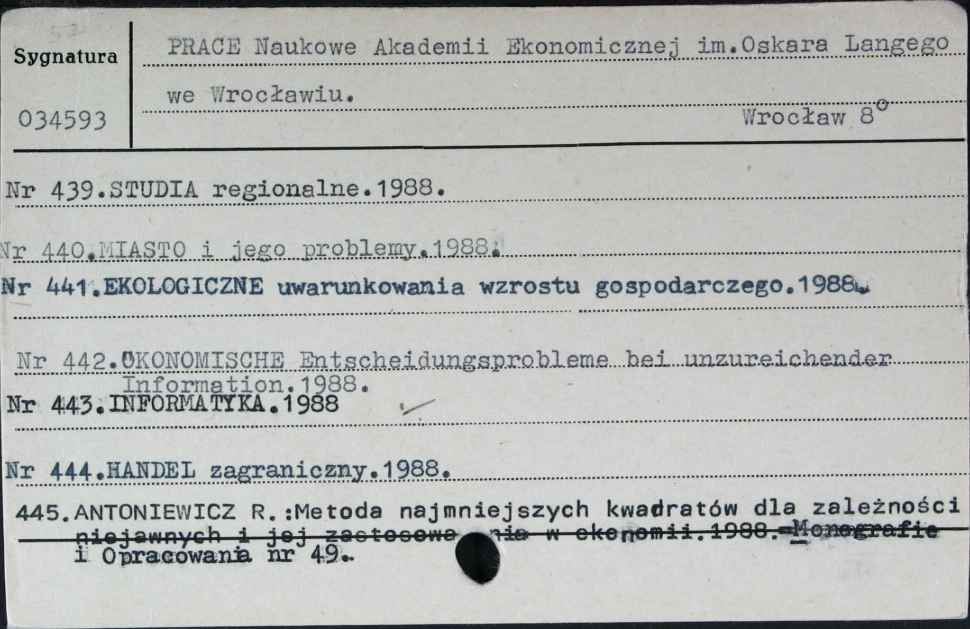 Sygnatura
034593
PRACE Naukowe Akademii Ekonomicznej im.Oskara Langego
we Wrocławiu.
Wrocław 8°
Nr 439.STUDIA regionalne.1988.
Nr 440.MIASTO i jego problemy.1988.
Nr 441.EKOLOGICZNE uwarunkowania wzrostu gospodarczego.1988.
Nr 442.ÖKONOMISCHE Entscheidungsprobleme bei unzureichender
Information.1988.
Nr 443.INFORMATYKA.1988
Nr 444.HANDEL zagraniczny.1988.
445.ANTONIEWICZ R.:Metoda najmniejszych kwadratów dla zależności
niejawnych i jej zastosowa nia w ekonomii.1988.=Monografie
i Opracowania nr 49.